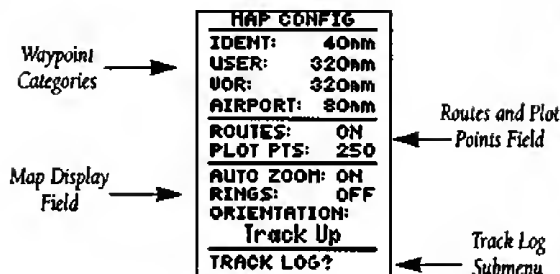 MAP CONFIG
IDENT: 40nm
USER: 320nm
VOR: 320nm
AIRPORT: 80nm
ROUTES: ON
PLOT PTS: 250
AUTO ZOOM: ON
RINGS: OFF
ORIENTATION:
Track Up
TRACK LOG?
Waypoint
Categories
Map Display
Field
Routes and Plot
Points Field
Track Log
Submenu